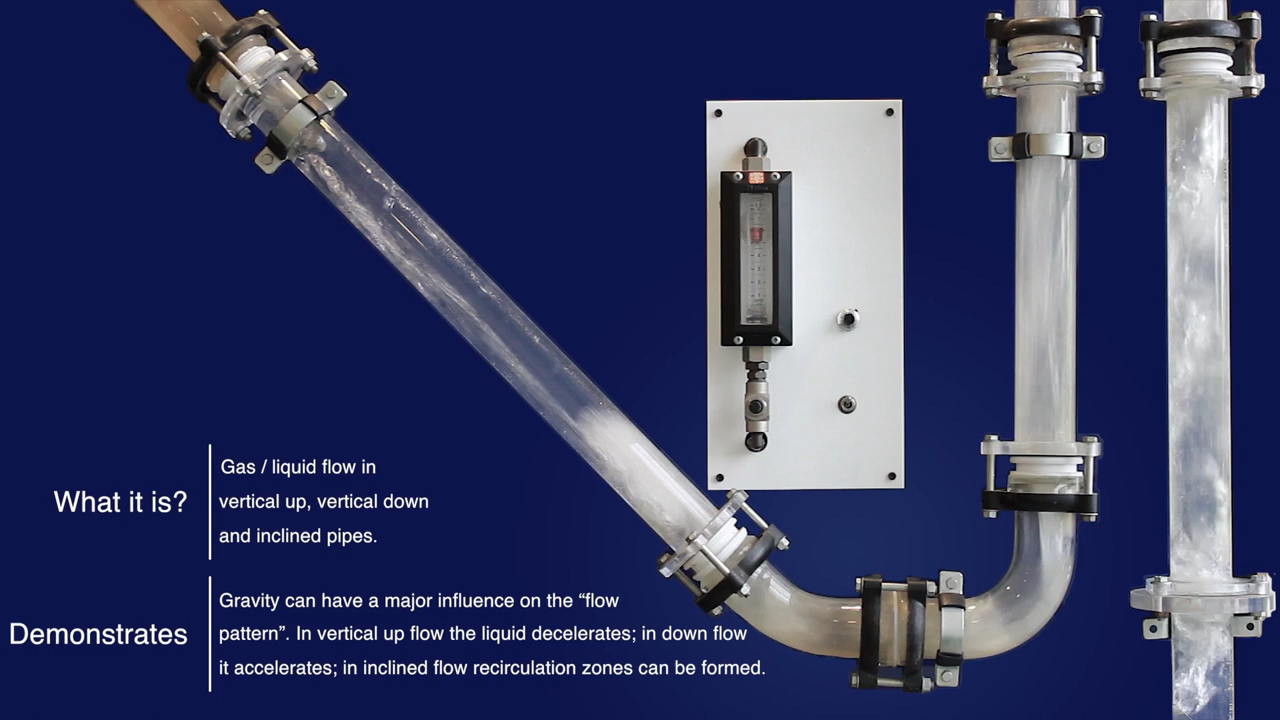 What it is?
Gas / liquid flow in
vertical up, vertical down
and inclined pipes.
Demonstrates
Gravity can have a major influence on the “flow
pattern”. In vertical up flow the liquid decelerates; in down flow
it accelerates; in inclined flow recirculation zones can be formed.